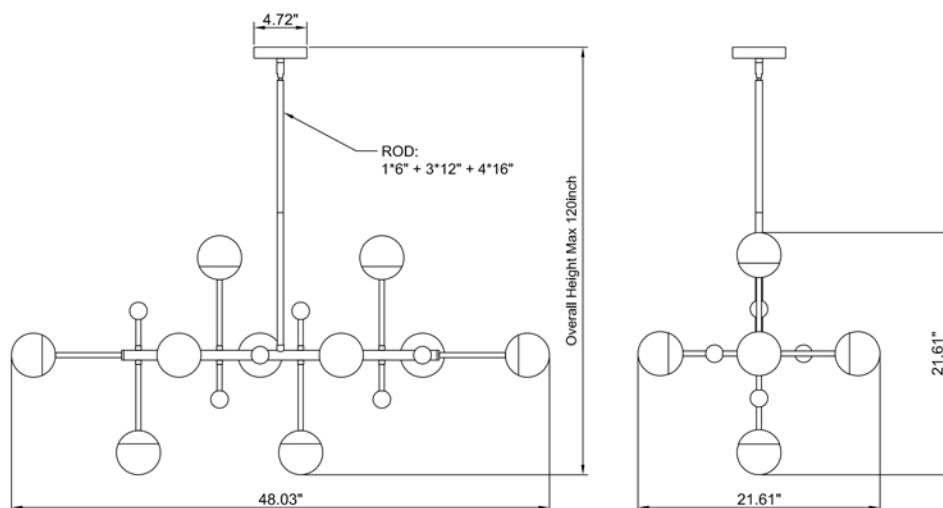 4.72"
ROD:
1*6" + 3*12" + 4*16"
Overall Height Max 120inch
48.03"
21.61"
21.61"